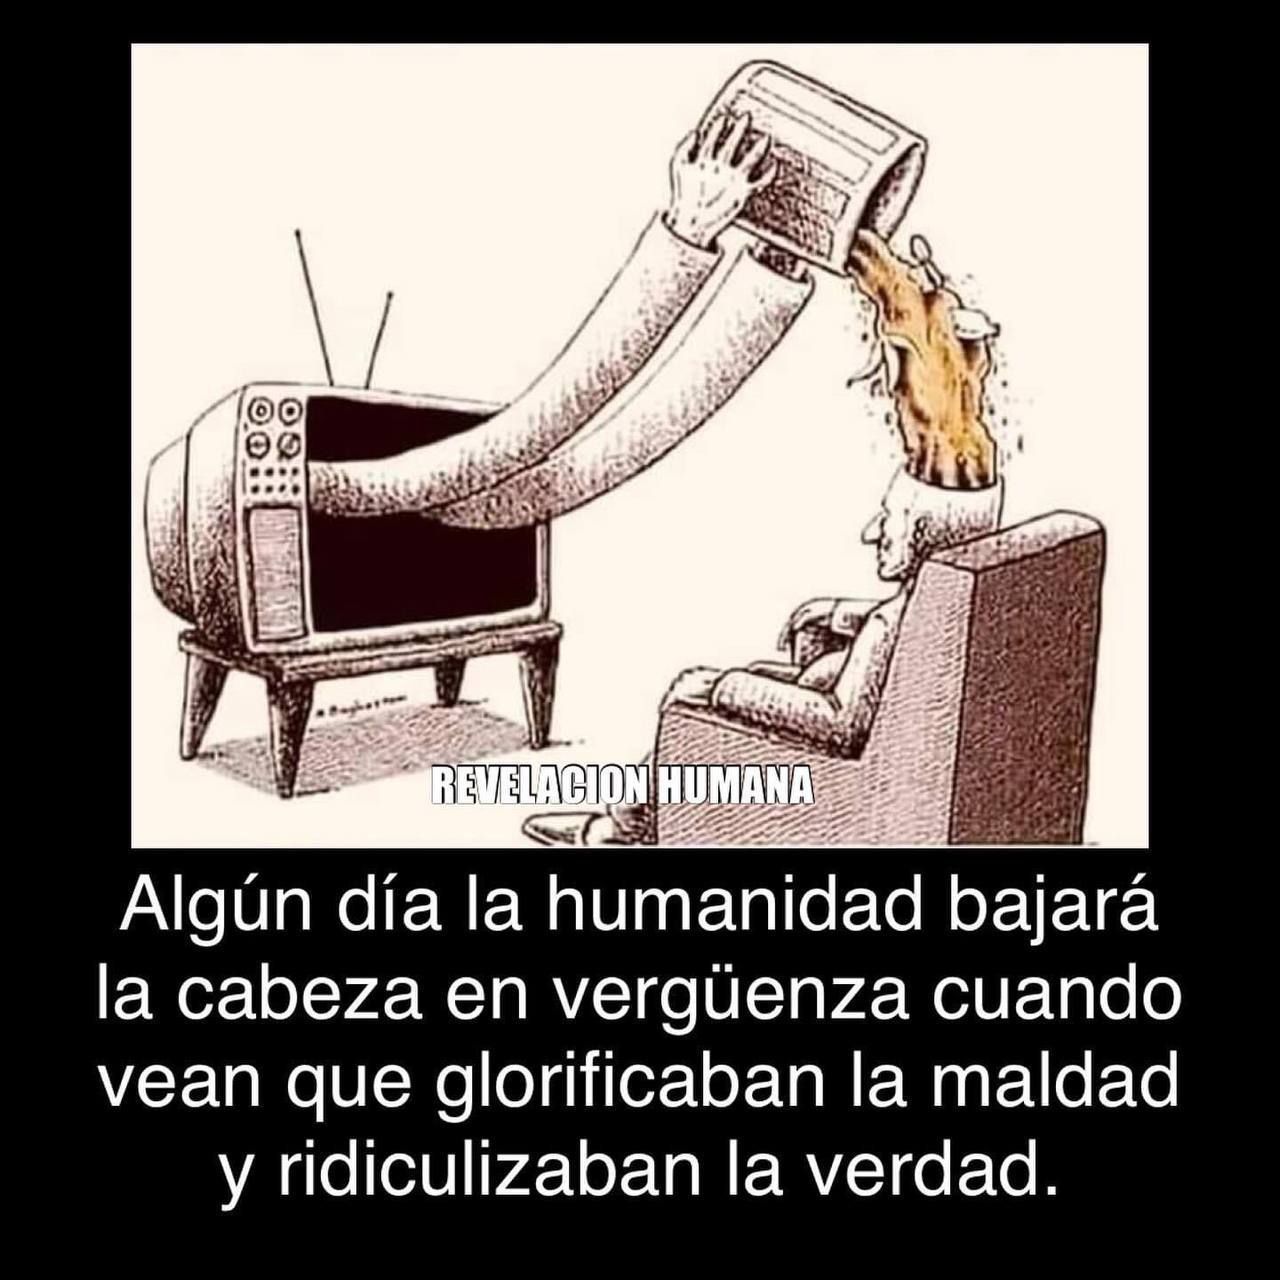 REVELACION HUMANA
Algún día la humanidad bajará
la cabeza en vergüenza cuando
vean que glorificaban la maldad
y ridiculizaban la verdad.